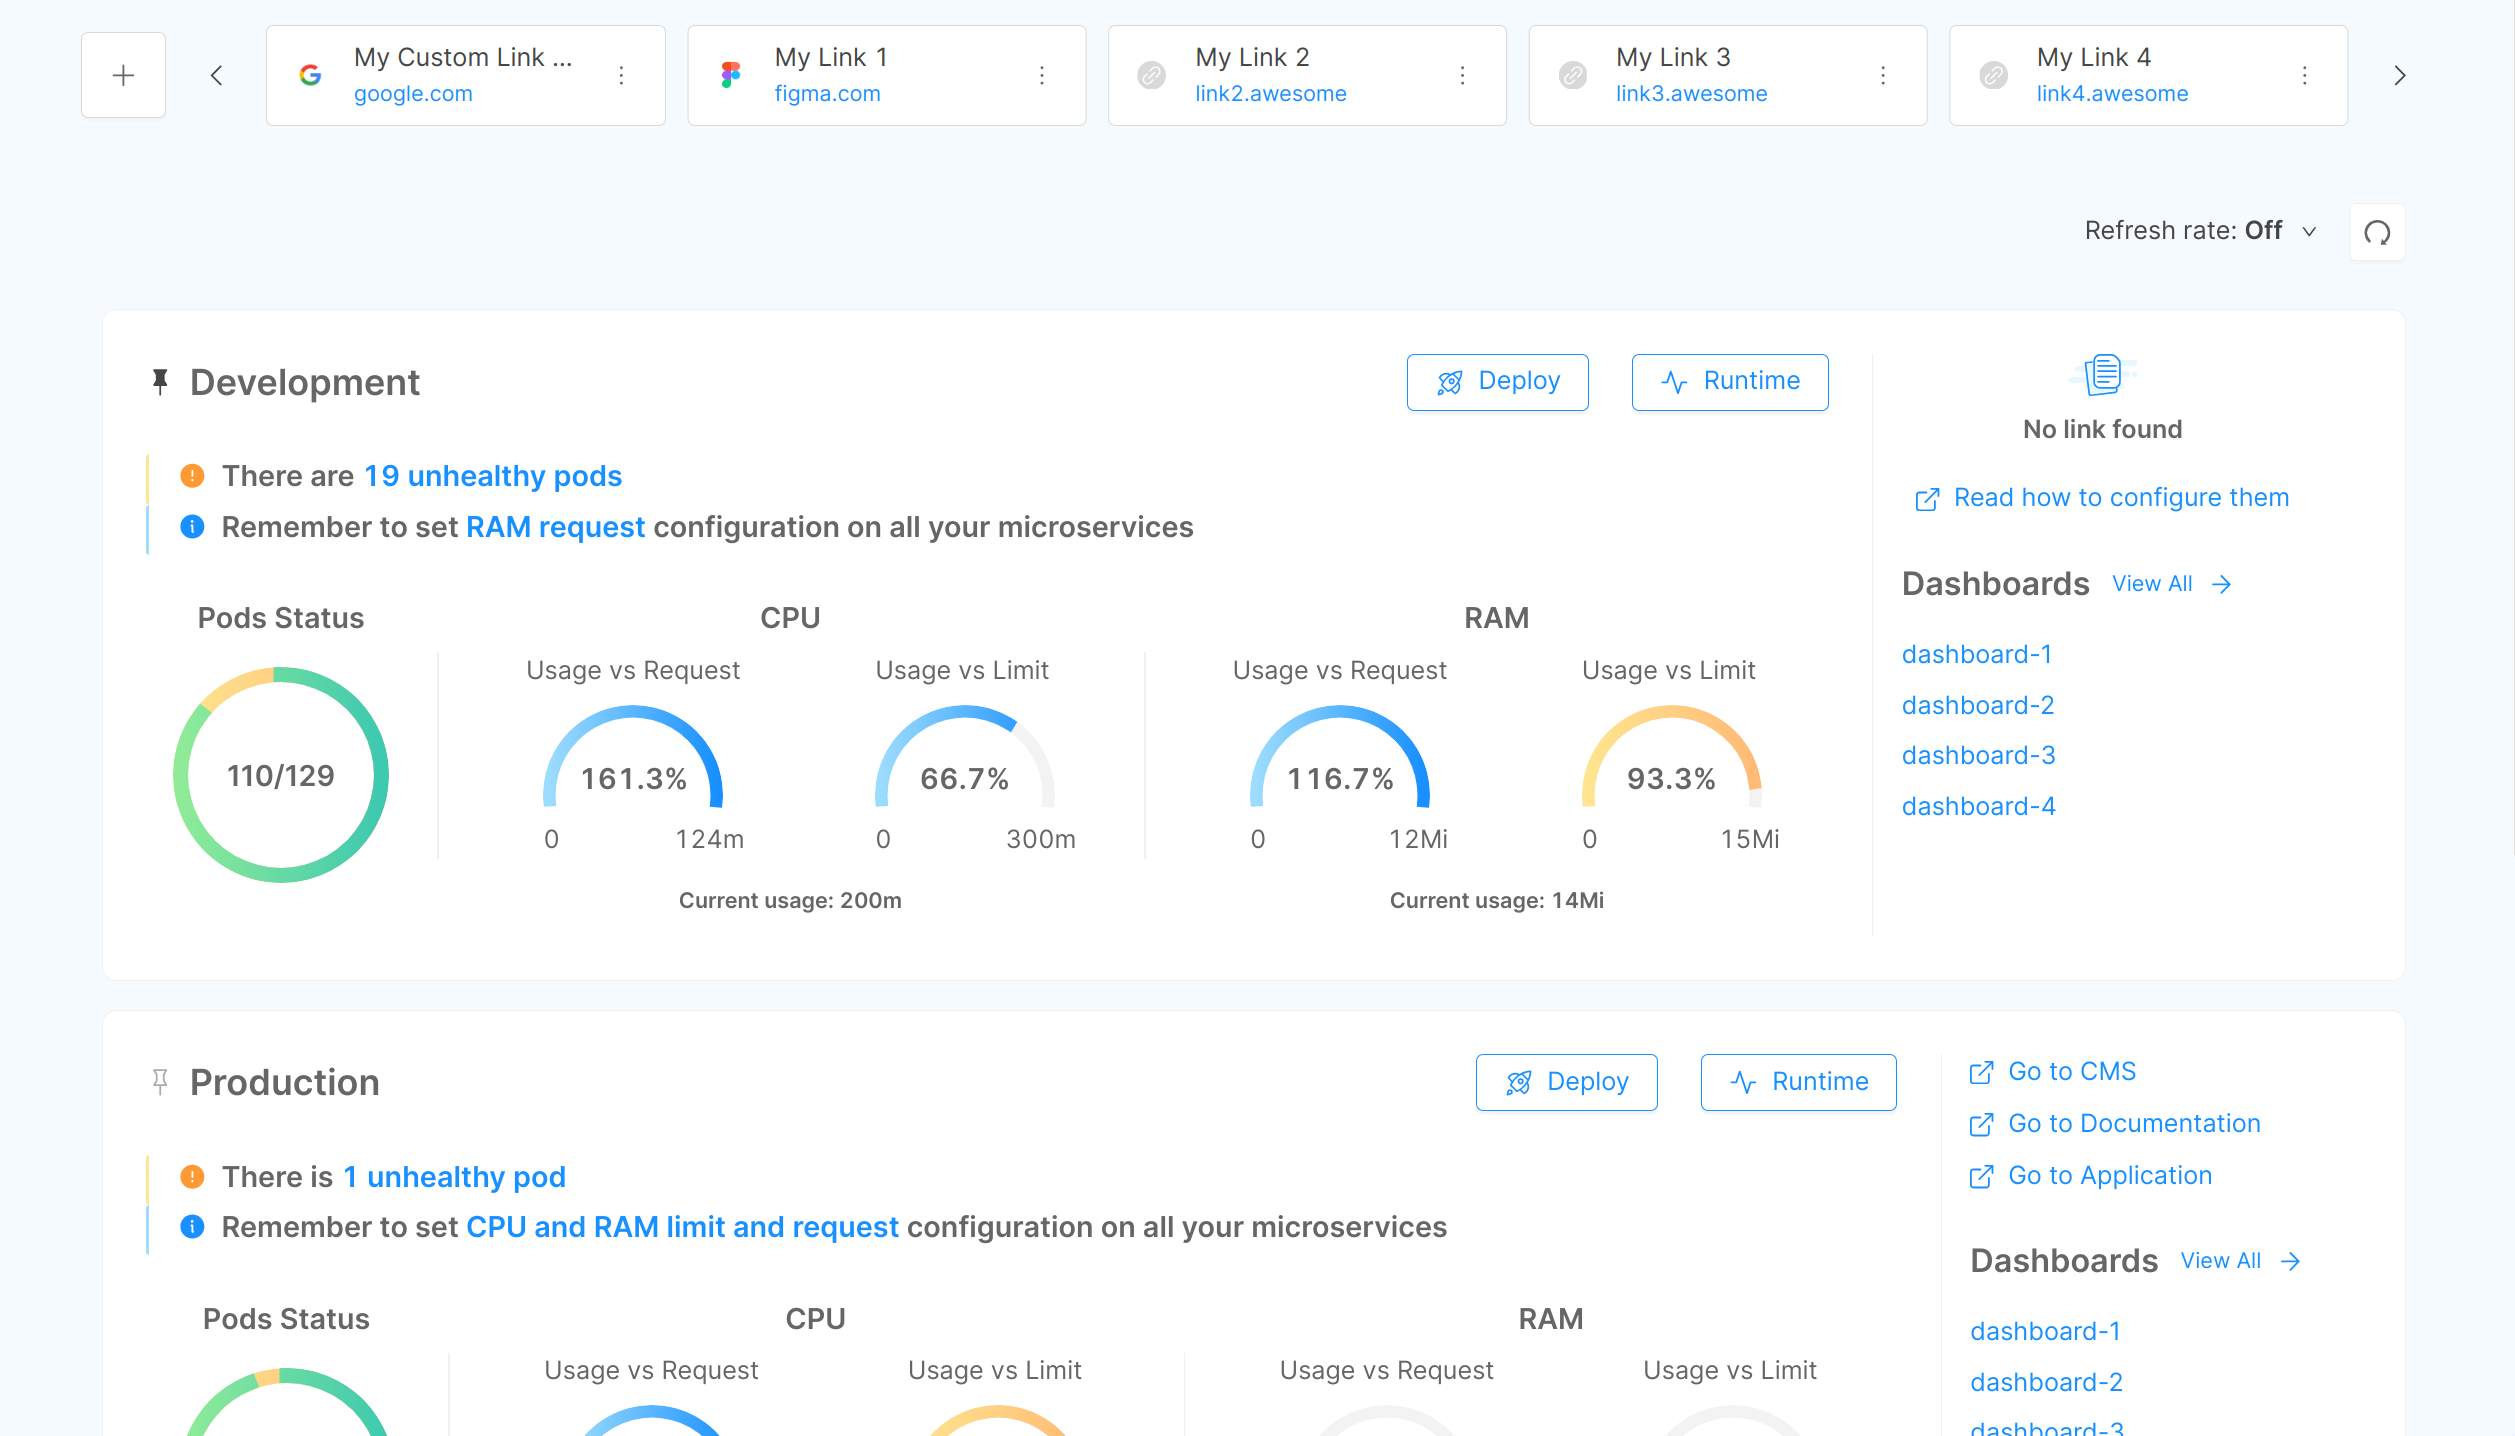 My Custom Link ...
google.com
My Link 1
figma.com
My Link 2
link2.awesome
My Link 3
link3.awesome
My Link 4
link4.awesome
Refresh rate: Off
Development
Deploy
Runtime
There are 19 unhealthy pods
Remember to set RAM request configuration on all your microservices
Pods Status
110/129
CPU
Usage vs Request
161.3%
0 124m
Usage vs Limit
66.7%
0 300m
Current usage: 200m
RAM
Usage vs Request
116.7%
0 12Mi
Usage vs Limit
93.3%
0 15Mi
Current usage: 14Mi
No link found
Read how to configure them
Dashboards View All
dashboard-1
dashboard-2
dashboard-3
dashboard-4
Production
Deploy
Runtime
There is 1 unhealthy pod
Remember to set CPU and RAM limit and request configuration on all your microservices
Pods Status
CPU
Usage vs Request
Usage vs Limit
RAM
Usage vs Request
Usage vs Limit
Go to CMS
Go to Documentation
Go to Application
Dashboards View All
dashboard-1
dashboard-2
dashboard-3